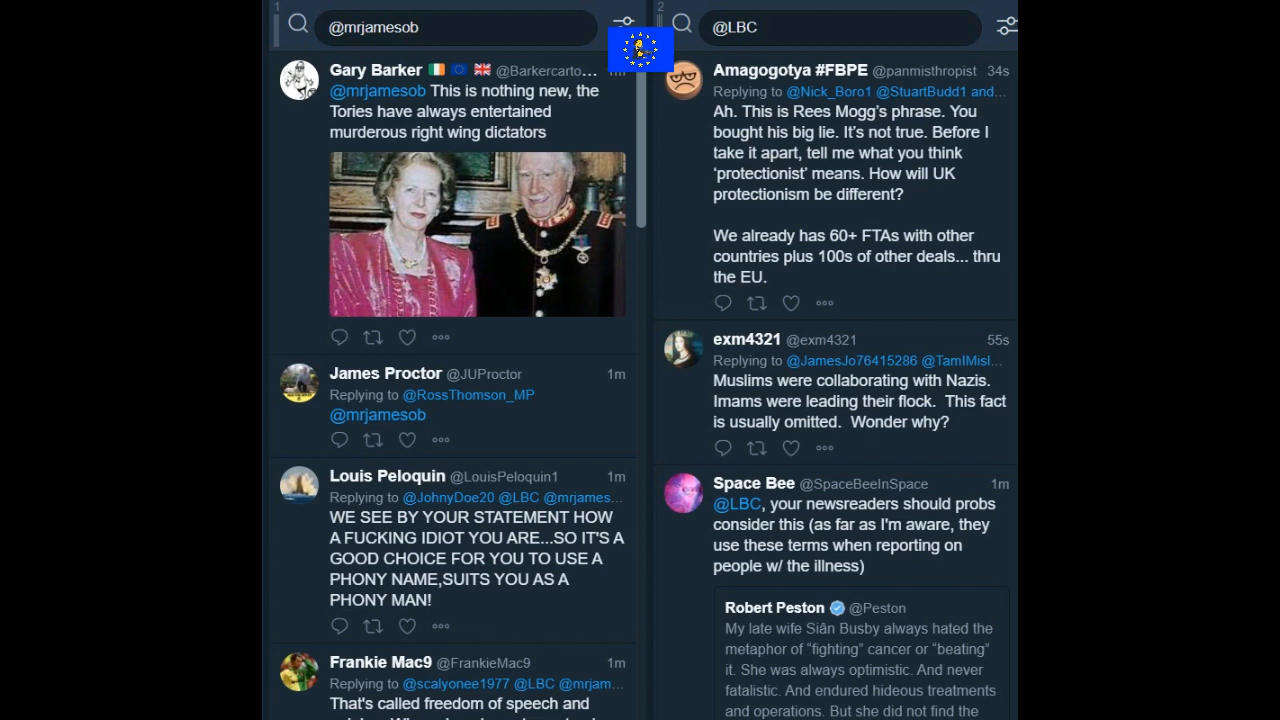 1
@mrjamesob
Gary Barker @Barkercarto... 1m
@mrjamesob This is nothing new, the
Tories have always entertained
murderous right wing dictators
James Proctor @JUProctor 1m
Replying to @RossThomson_MP
@mrjamesob
Louis Peloquin @LouisPeloquin1 1m
Replying to @JohnyDoe20 @LBC @mrjames...
WE SEE BY YOUR STATEMENT HOW
A FUCKING IDIOT YOU ARE...SO IT'S A
GOOD CHOICE FOR YOU TO USE A
PHONY NAME,SUITS YOU AS A
PHONY MAN!
Frankie Mac9 @FrankieMac9 1m
Replying to @scalyonee1977 @LBC @mrjam...
That's called freedom of speech and
2
@LBC
Amagogotya #FBPE @panmisthropist 34s
Replying to @Nick_Boro1 @StuartBudd1 and...
Ah. This is Rees Mogg’s phrase. You
bought his big lie. It’s not true. Before I
take it apart, tell me what you think
‘protectionist’ means. How will UK
protectionism be different?
We already has 60+ FTAs with other
countries plus 100s of other deals... thru
the EU.
exm4321 @exm4321 55s
Replying to @JamesJo76415286 @TamIMisl...
Muslims were collaborating with Nazis.
Imams were leading their flock. This fact
is usually omitted. Wonder why?
Space Bee @SpaceBeeInSpace 1m
@LBC, your newsreaders should probs
consider this (as far as I'm aware, they
use these terms when reporting on
people w/ the illness)
Robert Peston @Peston
My late wife Siân Busby always hated the
metaphor of “fighting” cancer or “beating”
it. She was always optimistic. And never
fatalistic. And endured hideous treatments
and operations. But she did not find the